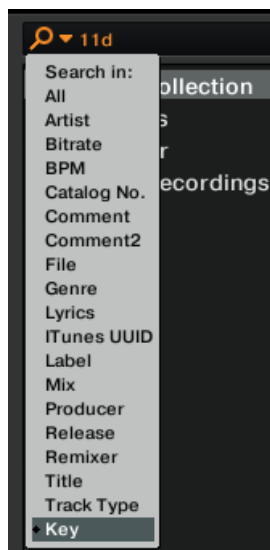 11d
Search in:
ollection
All
s
Artist
Bitrate
r
BPM
ecordings
Catalog No.
Comment
Comment2
File
Genre
Lyrics
ITunes UUID
Label
Mix
Producer
Release
Remixer
Title
Track Type
Key